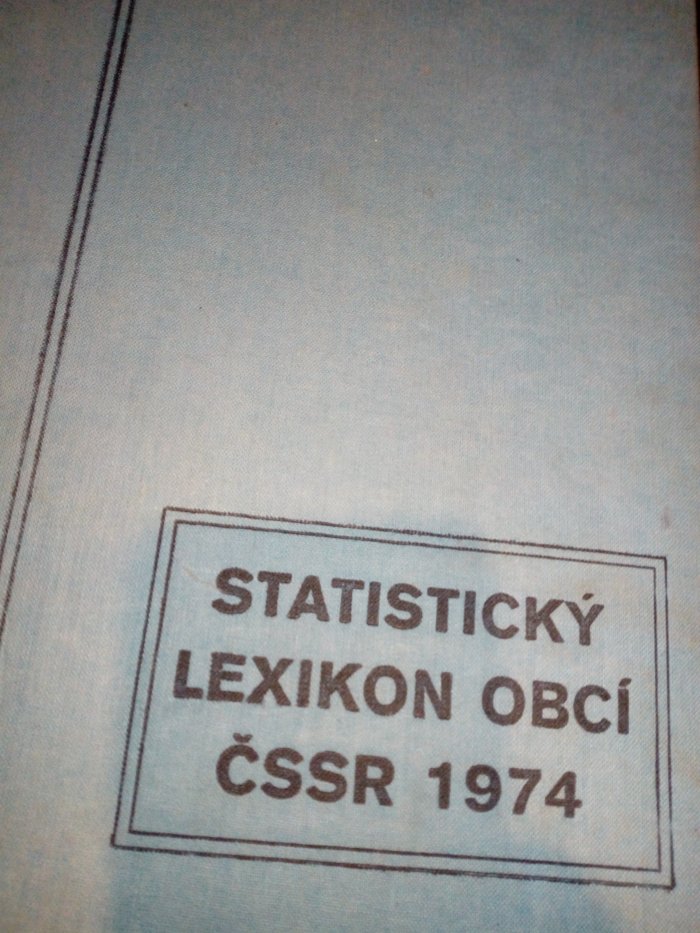 STATISTICKÝ
LEXIKON OBCÍ
ČSSR 1974